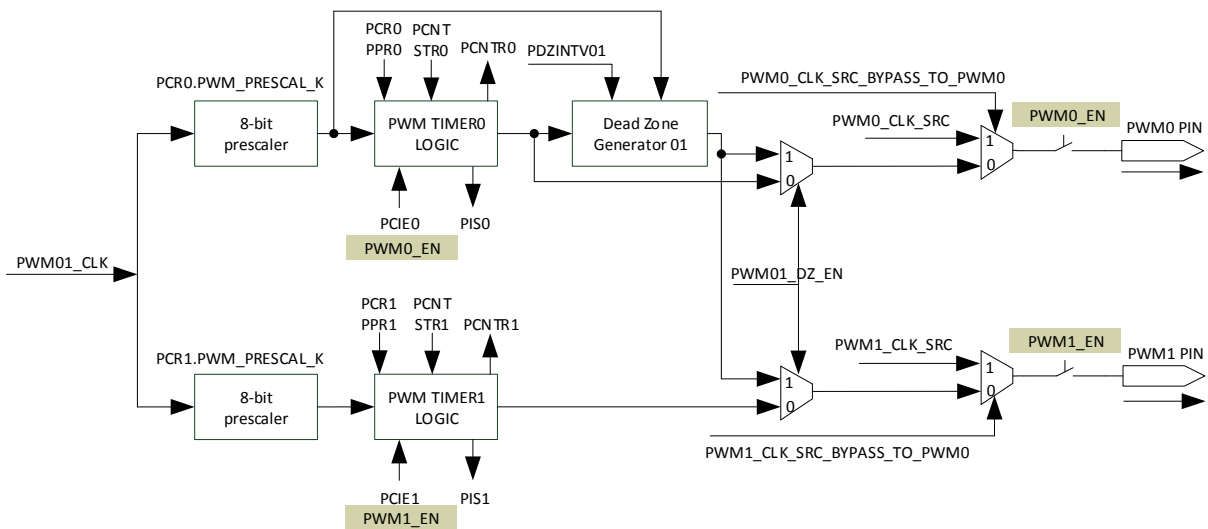 PCR0
PPR0
PCNT
STR0
PCNTR0
PDZINTV01
PCR0.PWM_PRESCAL_K
8-bit
prescaler
PWM TIMER0
LOGIC
Dead Zone
Generator 01
PWM0_CLK_SRC_BYPASS_TO_PWM0
PWM0_CLK_SRC
1
0
PWM0_EN
PWM0 PIN
1
0
PCIE0
PIS0
PWM0_EN
PWM01_CLK
PWM01_DZ_EN
PCR1
PPR1
PCNT
STR1
PCNTR1
PCR1.PWM_PRESCAL_K
8-bit
prescaler
PWM TIMER1
LOGIC
PWM1_CLK_SRC
1
0
PWM1_EN
PWM1 PIN
1
0
PWM1_CLK_SRC_BYPASS_TO_PWM0
PCIE1
PIS1
PWM1_EN